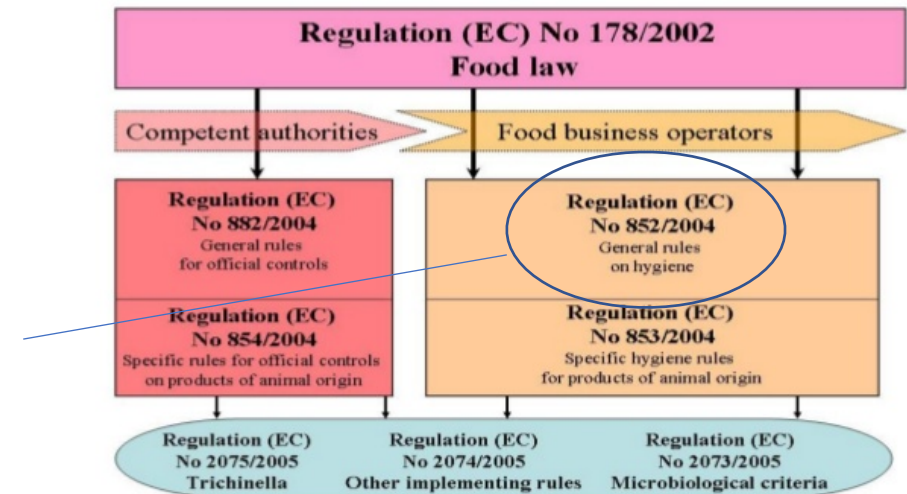 Regulation (EC) No 178/2002
Food law
Competent authorities
Food business operators
Regulation (EC)
No 882/2004
General rules
for official controls
Regulation (EC)
No 852/2004
General rules
on hygiene
Regulation (EC)
No 854/2004
Specific rules for official controls
on products of animal origin
Regulation (EC)
No 853/2004
Specific hygiene rules
for products of animal origin
Regulation (EC)
No 2075/2005
Trichinella
Regulation (EC)
No 2074/2005
Other implementing rules
Regulation (EC)
No 2073/2005
Microbiological criteria